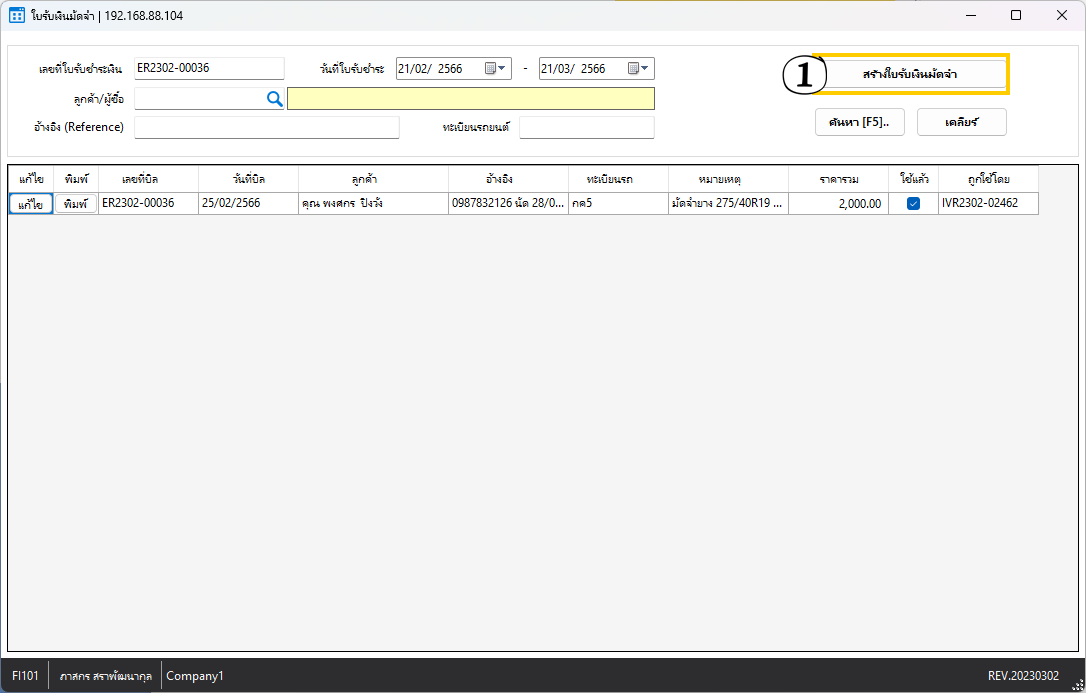 ใบรับเงินมัดจำ | 192.168.88.104
เลขที่ใบรับชำระเงิน ER2302-00036 วันที่ใบรับชำระ 21/02/ 2566 - 21/03/ 2566 1 สร้างใบรับเงินมัดจำ
ลูกค้า/ผู้ซื้อ
อ้างอิง (Reference) ทะเบียนรถยนต์ ค้นหา [F5].. เคลียร์
แก้ไข พิมพ์ เลขที่บิล วันที่บิล ลูกค้า อ้างอิง ทะเบียนรถ หมายเหตุ ราคารวม ใช้แล้ว ถูกใช้โดย
แก้ไข พิมพ์ ER2302-00036 25/02/2566 คุณ พงศกร ปิงวัง 0987832126 นัด 28/0... กด5 มัดจำยาง 275/40R19 ... 2,000.00 IVR2302-02462
FI101 ภาสกร สราพัฒนากุล Company1 REV.20230302